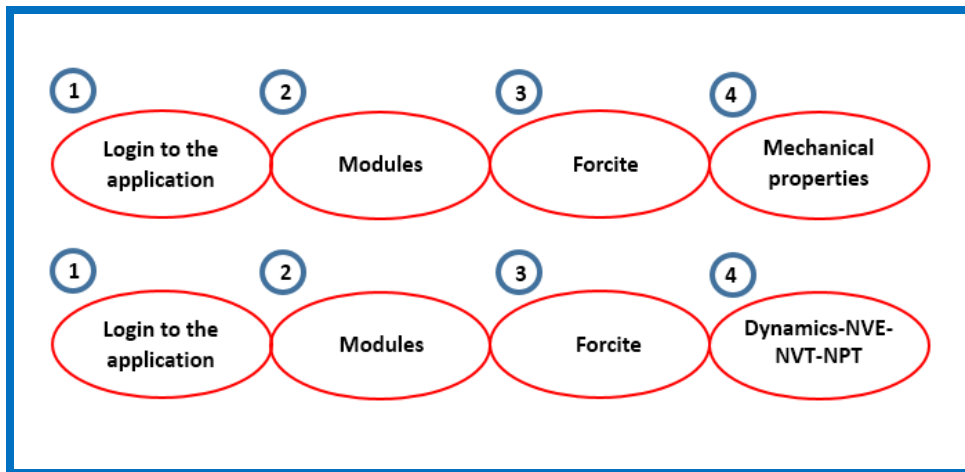 1
2
3
4
Login to the
application
Modules
Forcite
Mechanical
properties
1
2
3
4
Login to the
application
Modules
Forcite
Dynamics-NVE-
NVT-NPT